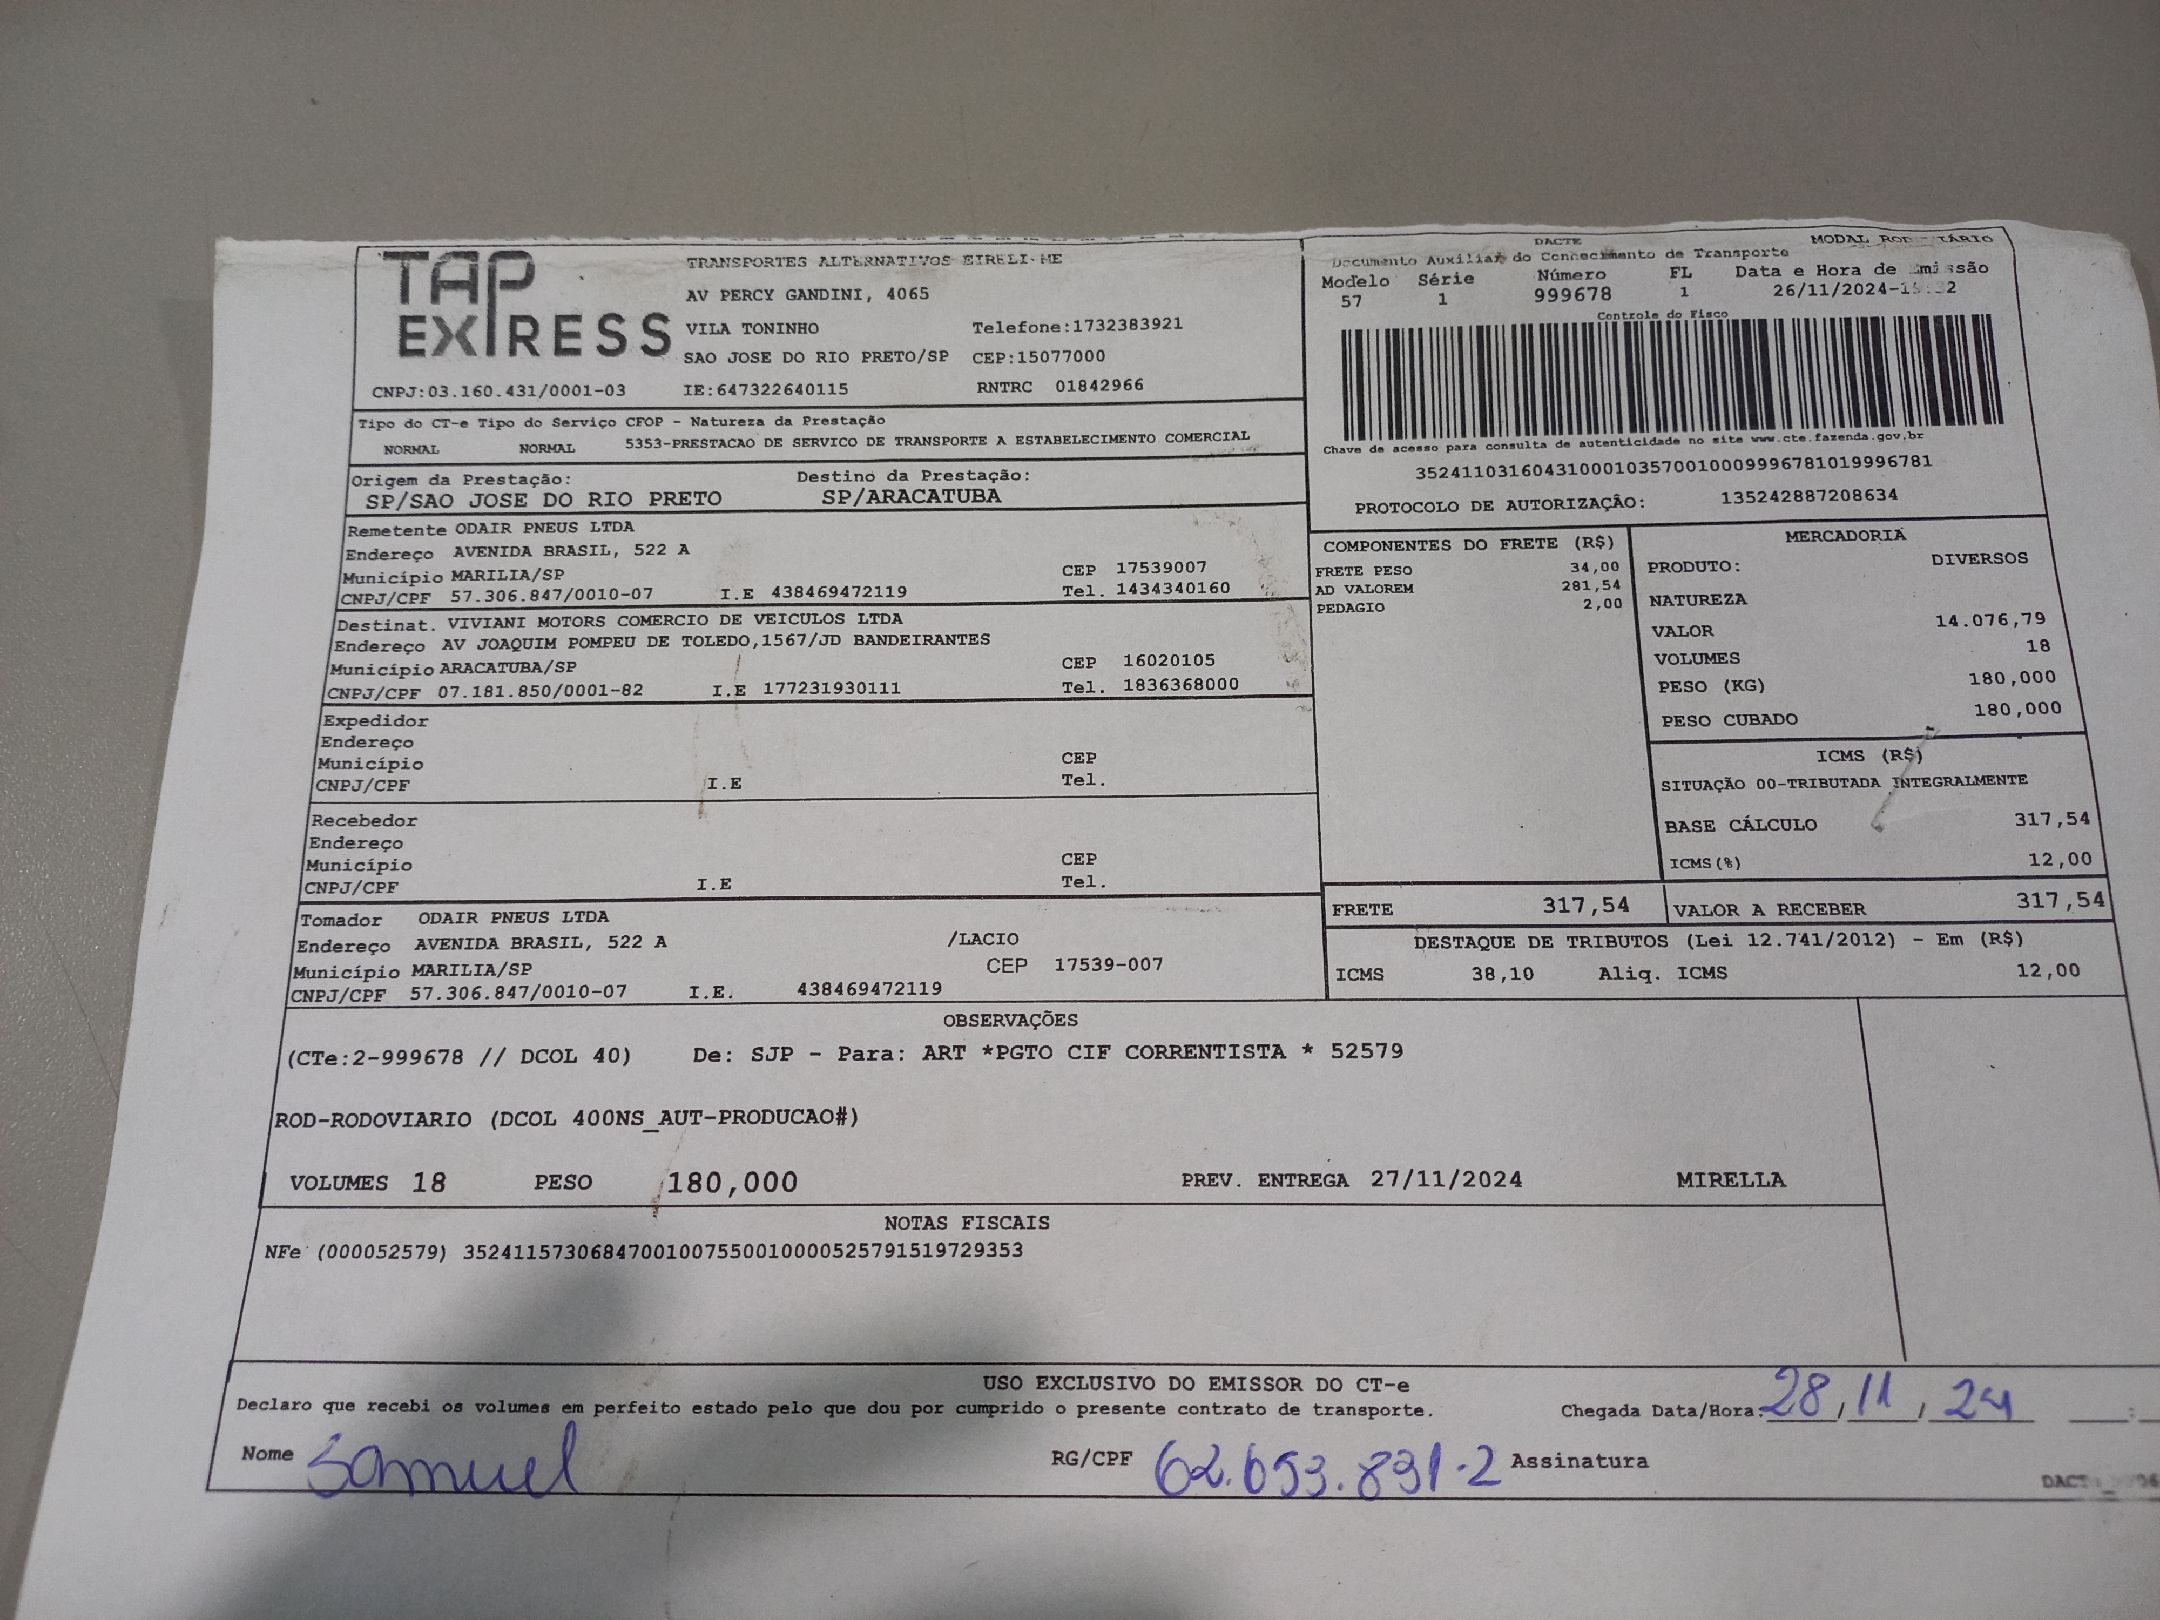 TAP EXPRESS
TRANSPORTES ALTERNATIVOS EIRELI-ME
AV PERCY GANDINI, 4065
VILA TONINHO Telefone:1732383921
SAO JOSE DO RIO PRETO/SP CEP:15077000
CNPJ:03.160.431/0001-03 IE:647322640115 RNTRC 01842966
DACTE MODAL
Documento Auxiliar do Conhecimento de Transporte
Modelo Série Número FL Data e Hora de Emissão
57 1 999678 1 26/11/2024
Controle do Fisco
Chave de acesso para consulta de autenticidade no site www.cte.fazenda.gov.br
35241103160431000103570010009996781019996781
PROTOCOLO DE AUTORIZAÇÃO: 135242887208634
Tipo do CT-e Tipo do Serviço CFOP - Natureza da Prestação
NORMAL NORMAL 5353-PRESTACAO DE SERVICO DE TRANSPORTE A ESTABELECIMENTO COMERCIAL
Origem da Prestação: Destino da Prestação:
SP/SAO JOSE DO RIO PRETO SP/ARACATUBA
Remetente ODAIR PNEUS LTDA
Endereço AVENIDA BRASIL, 522 A
Município MARILIA/SP CEP 17539007
CNPJ/CPF 57.306.847/0010-07 I.E 438469472119 Tel. 1434340160
Destinat. VIVIANI MOTORS COMERCIO DE VEICULOS LTDA
Endereço AV JOAQUIM POMPEU DE TOLEDO,1567/JD BANDEIRANTES
Município ARACATUBA/SP CEP 16020105
CNPJ/CPF 07.181.850/0001-82 I.E 177231930111 Tel. 1836368000
Expedidor
Endereço
Município CEP
CNPJ/CPF I.E Tel.
Recebedor
Endereço
Município CEP
CNPJ/CPF I.E Tel.
Tomador ODAIR PNEUS LTDA
Endereço AVENIDA BRASIL, 522 A /LACIO
Município MARILIA/SP CEP 17539-007
CNPJ/CPF 57.306.847/0010-07 I.E. 438469472119
COMPONENTES DO FRETE (R$)
FRETE PESO 34,00
AD VALOREM 281,54
PEDAGIO 2,00
MERCADORIA
PRODUTO: DIVERSOS
NATUREZA
VALOR 14.076,79
VOLUMES 18
PESO (KG) 180,000
PESO CUBADO 180,000
ICMS (R$)
SITUAÇÃO 00-TRIBUTADA INTEGRALMENTE
BASE CÁLCULO 317,54
ICMS(%) 12,00
FRETE 317,54 VALOR A RECEBER 317,54
DESTAQUE DE TRIBUTOS (Lei 12.741/2012) - Em (R$)
ICMS 38,10 Aliq. ICMS 12,00
OBSERVAÇÕES
(CTe:2-999678 // DCOL 40) De: SJP - Para: ART *PGTO CIF CORRENTISTA * 52579
ROD-RODOVIARIO (DCOL 400NS_AUT-PRODUCAO#)
VOLUMES 18 PESO 180,000 PREV. ENTREGA 27/11/2024 MIRELLA
NOTAS FISCAIS
NFe (000052579) 35241157306847001007550010000525791519729353
USO EXCLUSIVO DO EMISSOR DO CT-e
Declaro que recebi os volumes em perfeito estado pelo que dou por cumprido o presente contrato de transporte. Chegada Data/Hora: 28/11/24
Nome Samuel RG/CPF 62.653.891-2 Assinatura